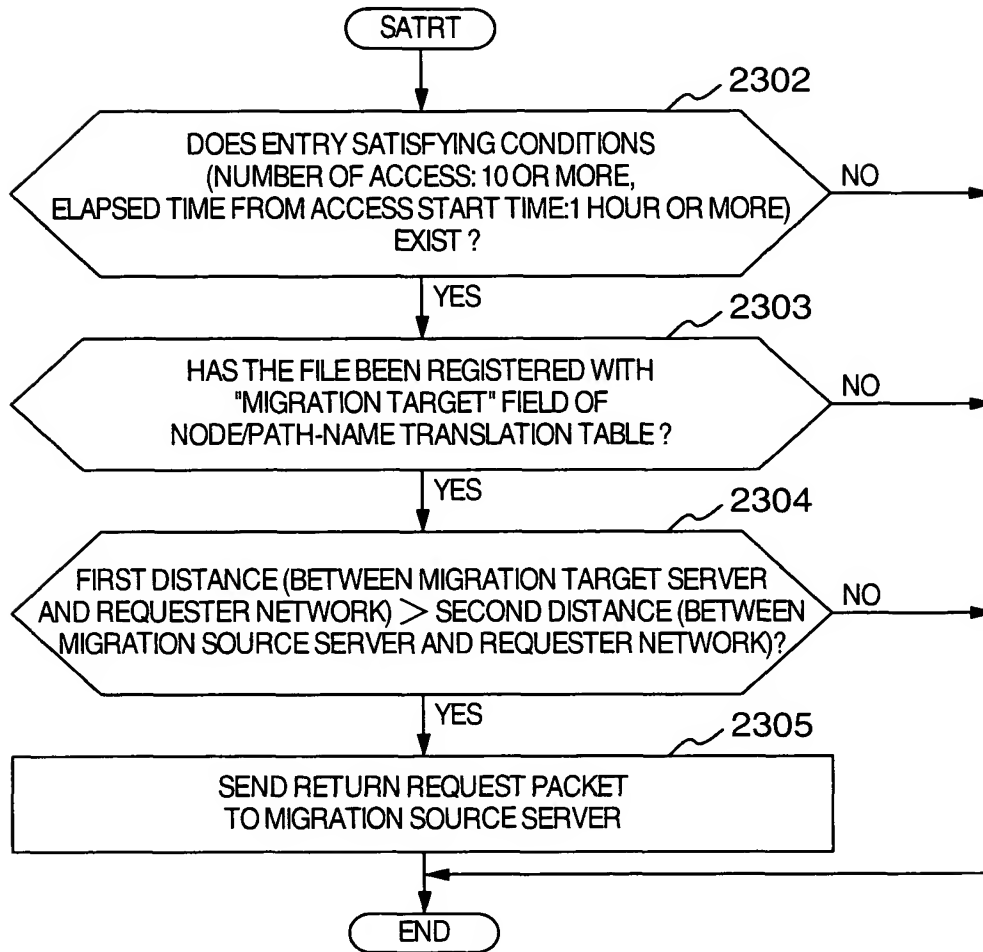 SATRT
2302
DOES ENTRY SATISFYING CONDITIONS
(NUMBER OF ACCESS: 10 OR MORE,
ELAPSED TIME FROM ACCESS START TIME:1 HOUR OR MORE)
EXIST ?
NO
YES
2303
HAS THE FILE BEEN REGISTERED WITH
"MIGRATION TARGET" FIELD OF
NODE/PATH-NAME TRANSLATION TABLE ?
NO
YES
2304
FIRST DISTANCE (BETWEEN MIGRATION TARGET SERVER
AND REQUESTER NETWORK) > SECOND DISTANCE (BETWEEN
MIGRATION SOURCE SERVER AND REQUESTER NETWORK)?
NO
YES
2305
SEND RETURN REQUEST PACKET
TO MIGRATION SOURCE SERVER
END